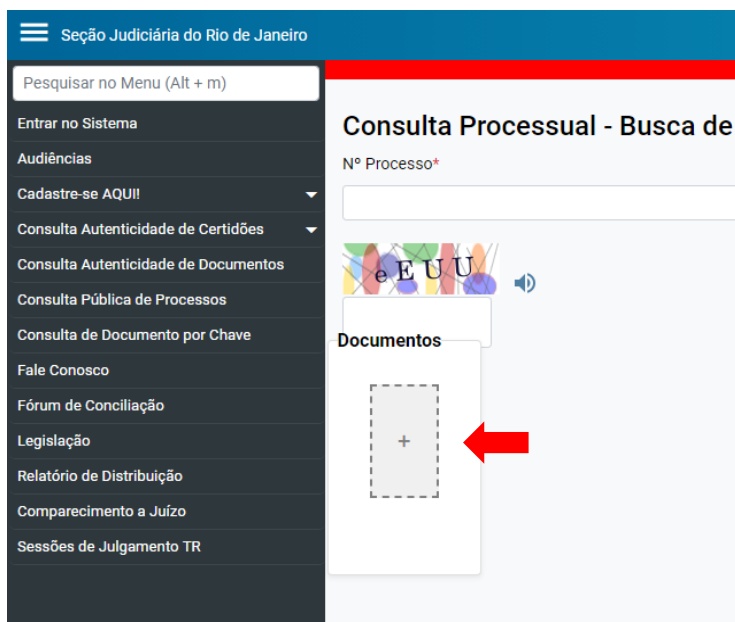 Seção Judiciária do Rio de Janeiro
Pesquisar no Menu (Alt + m)
Entrar no Sistema
Audiências
Cadastre-se AQUI!
Consulta Autenticidade de Certidões
Consulta Autenticidade de Documentos
Consulta Pública de Processos
Consulta de Documento por Chave
Fale Conosco
Fórum de Conciliação
Legislação
Relatório de Distribuição
Comparecimento a Juízo
Sessões de Julgamento TR
Consulta Processual - Busca de
Nº Processo*
e E U U
Documentos
+